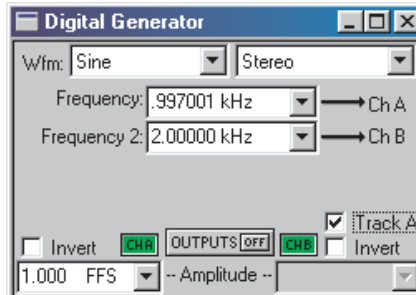 Digital Generator
Wfm: Sine Stereo
Frequency: .997001 kHz Ch A
Frequency 2: 2.00000 kHz Ch B
Track A
Invert CHA OUTPUTS OFF CHB Invert
1.000 FFS -- Amplitude --